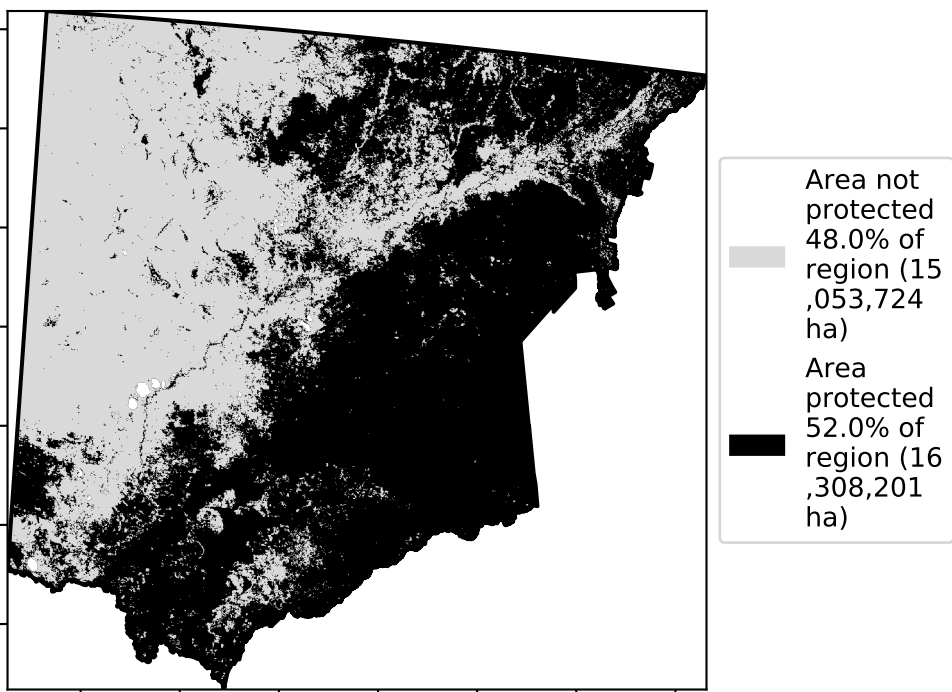 Area not
protected
48.0% of
region (15
,053,724
ha)
Area
protected
52.0% of
region (16
,308,201
ha)